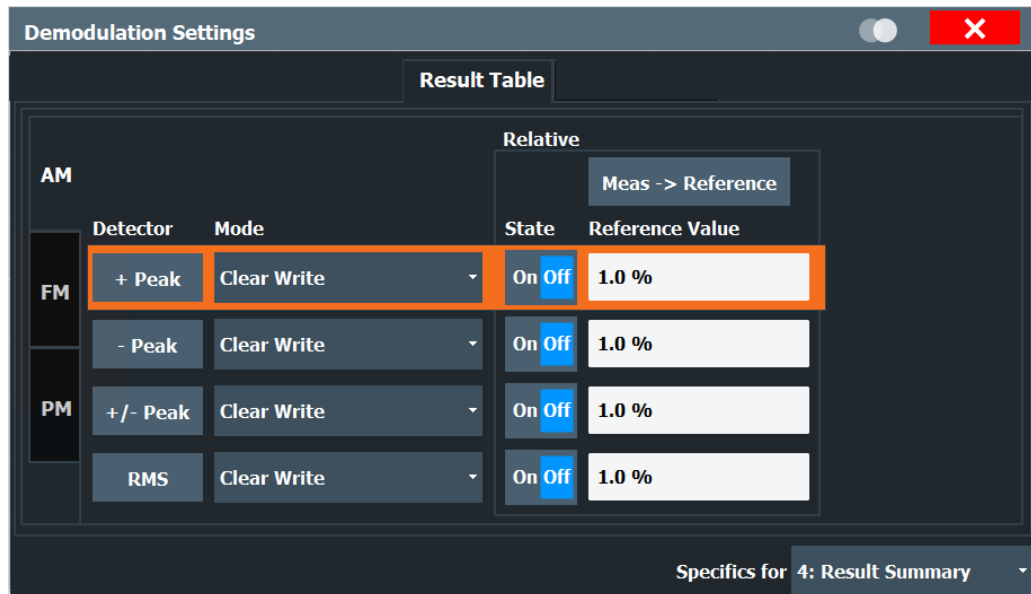 Demodulation Settings
Result Table
Relative
AM
Meas -> Reference
Detector Mode State Reference Value
FM
+ Peak Clear Write On Off 1.0 %
- Peak Clear Write On Off 1.0 %
PM
+/- Peak Clear Write On Off 1.0 %
RMS Clear Write On Off 1.0 %
Specifics for 4: Result Summary